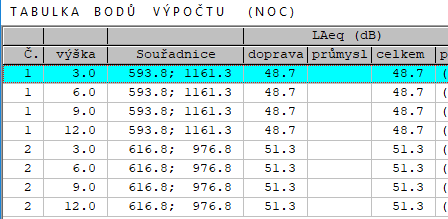 TABULKA BODŮ VÝPOČTU (NOC)
LAeq (dB)
Č. výška Souřadnice doprava průmysl celkem p
1 3.0 593.8; 1161.3 48.7 48.7 (
1 6.0 593.8; 1161.3 48.7 48.7 (
1 9.0 593.8; 1161.3 48.7 48.7 (
1 12.0 593.8; 1161.3 48.7 48.7 (
2 3.0 616.8; 976.8 51.3 51.3 (
2 6.0 616.8; 976.8 51.3 51.3 (
2 9.0 616.8; 976.8 51.3 51.3 (
2 12.0 616.8; 976.8 51.3 51.3 (